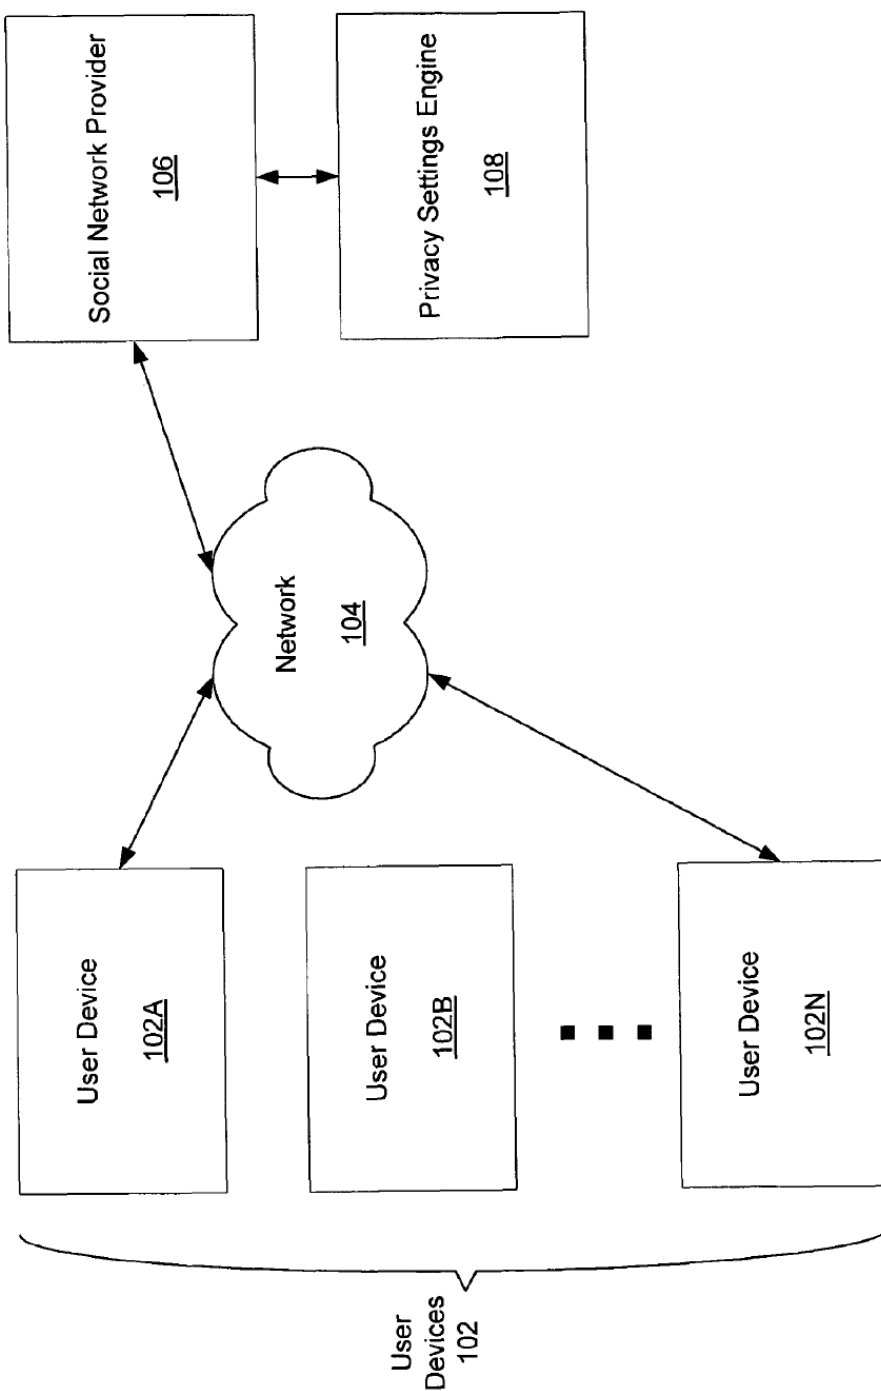 User
Devices
102
User Device
102A
User Device
102B
User Device
102N
Network
104
Social Network Provider
106
Privacy Settings Engine
108